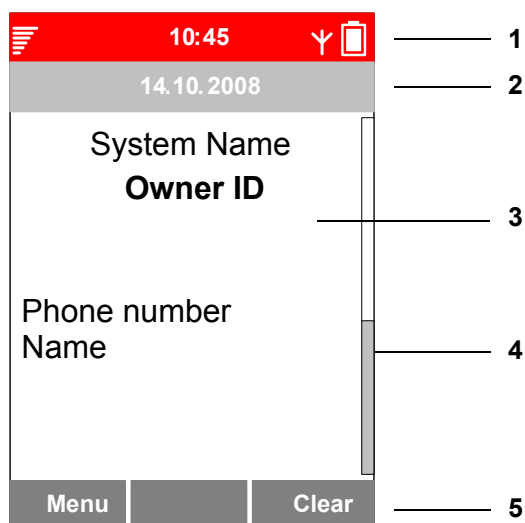 10:45 1
14.10.2008 2
System Name
Owner ID
3
Phone number
Name 4
Menu Clear 5